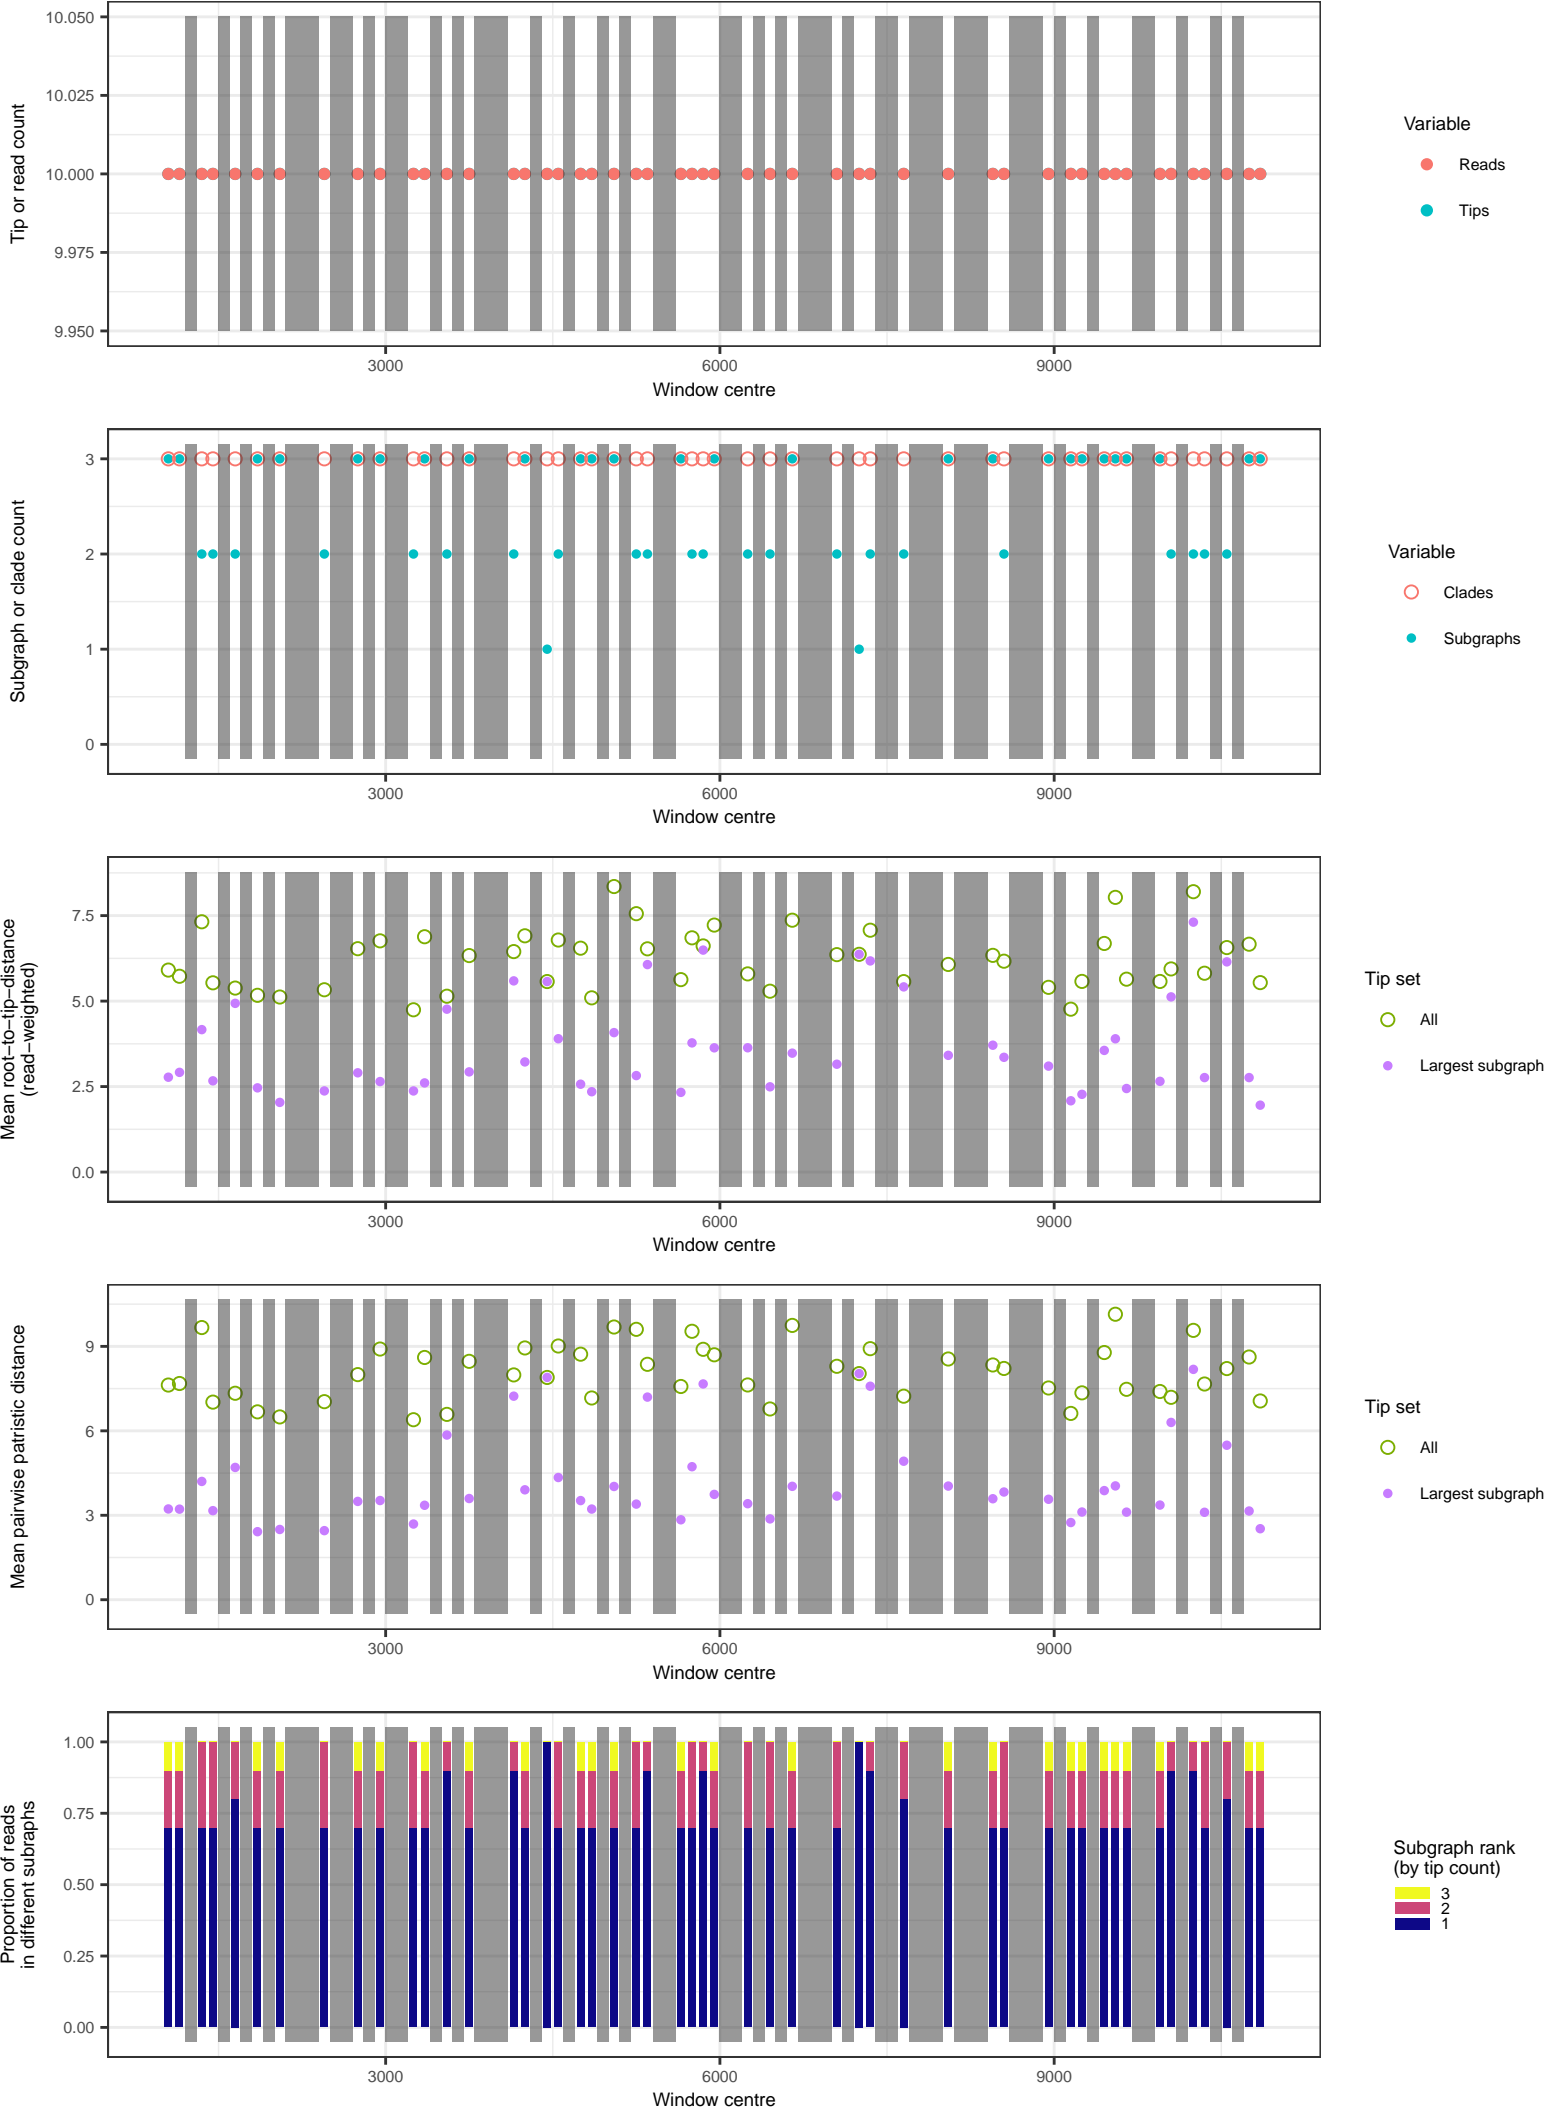 10.050
10.025
10.000
9.975
9.950
Tip or read count
3000
6000
9000
Window centre
Variable
Reads
Tips
3
2
1
0
Subgraph or clade count
3000
6000
9000
Window centre
Variable
Clades
Subgraphs
7.5
5.0
2.5
0.0
Mean root−to−tip−distance
(read−weighted)
3000
6000
9000
Window centre
Tip set
All
Largest subgraph
9
6
3
0
Mean pairwise patristic distance
3000
6000
9000
Window centre
Tip set
All
Largest subgraph
1.00
0.75
0.50
0.25
0.00
Proportion of reads
in different subraphs
3000
6000
9000
Window centre
Subgraph rank
(by tip count)
3
2
1